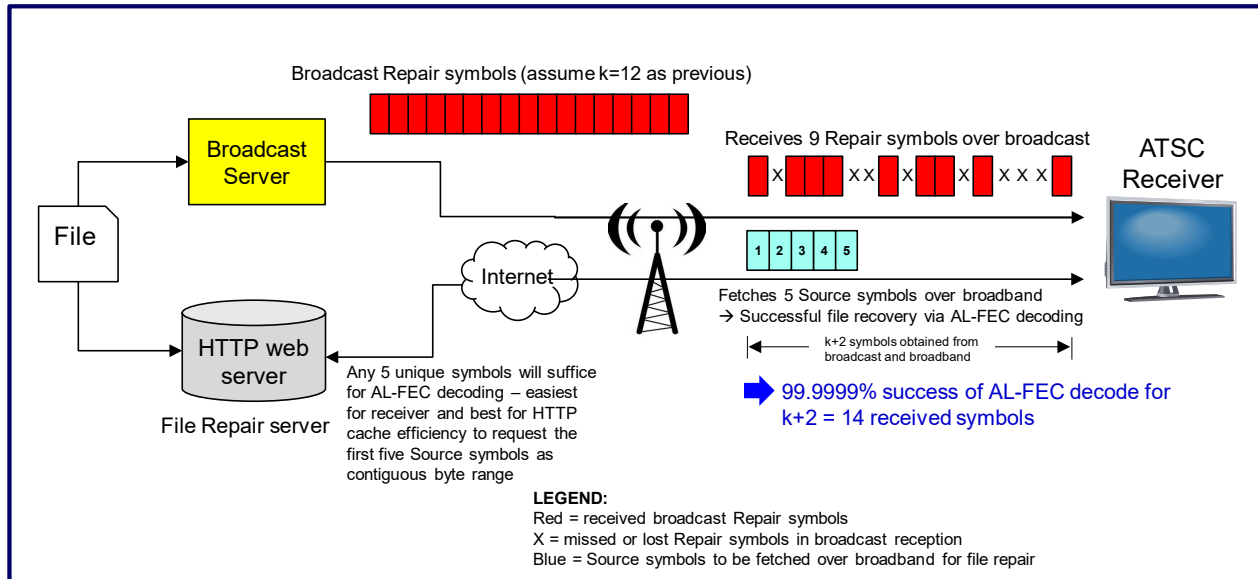 Broadcast Repair symbols (assume k=12 as previous)
Receives 9 Repair symbols over broadcast
ATSC
Receiver
Broadcast
Server
X X X X X X X X
File
1 2 3 4 5
Internet
Fetches 5 Source symbols over broadband
→ Successful file recovery via AL-FEC decoding
k+2 symbols obtained from
broadcast and broadband
HTTP web
server
File Repair server
Any 5 unique symbols will suffice
for AL-FEC decoding – easiest
for receiver and best for HTTP
cache efficiency to request the
first five Source symbols as
contiguous byte range
99.9999% success of AL-FEC decode for
k+2 = 14 received symbols
LEGEND:
Red = received broadcast Repair symbols
X = missed or lost Repair symbols in broadcast reception
Blue = Source symbols to be fetched over broadband for file repair